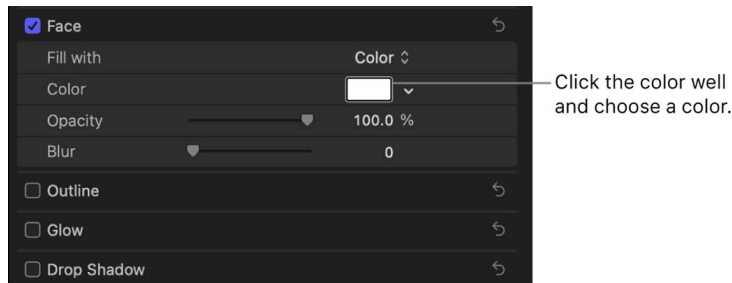 Face
Fill with Color
Color
Opacity 100.0 %
Blur 0
Outline
Glow
Drop Shadow
Click the color well
and choose a color.